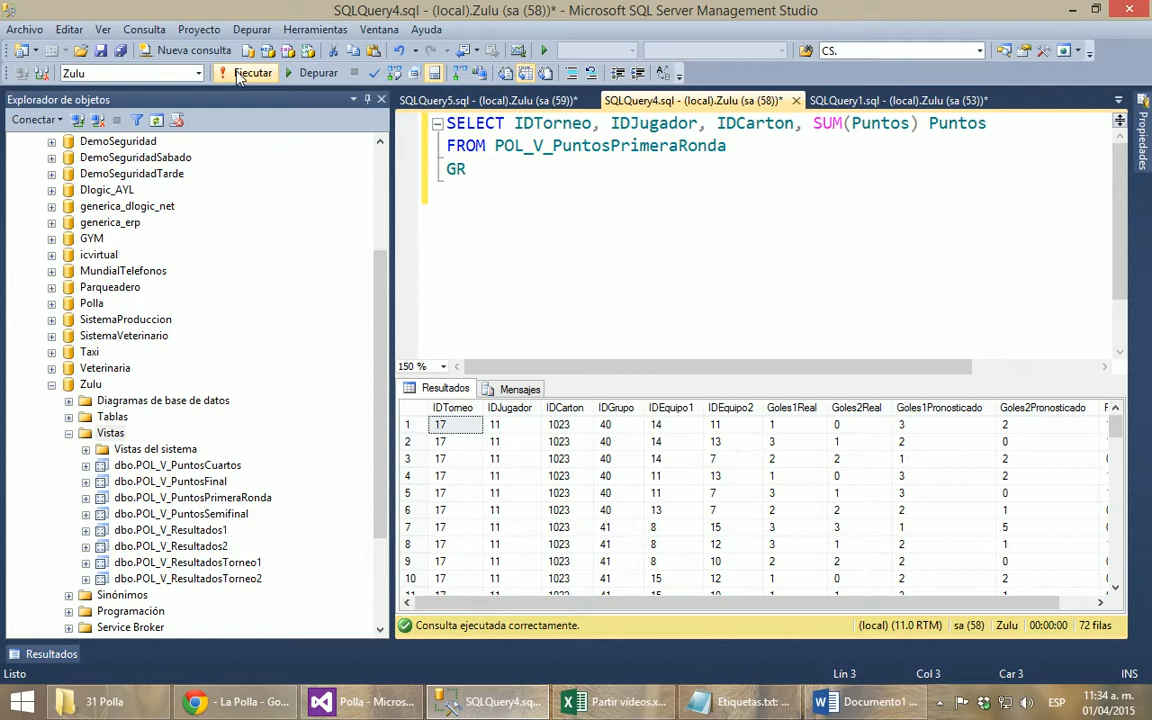 SQLQuery4.sql - (local).Zulu (sa (58))* - Microsoft SQL Server Management Studio
Archivo Editar Ver Consulta Proyecto Depurar Herramientas Ventana Ayuda
Nueva consulta CS.
Zulu Ejecutar Depurar
Explorador de objetos
Conectar
DemoSeguridad
DemoSeguridadSabado
DemoSeguridadTarde
Dlogic_AYL
generica_dlogic_net
generica_erp
GYM
icvirtual
MundialTelefonos
Parqueadero
Polla
SistemaProduccion
SistemaVeterinario
Taxi
Veterinaria
Zulu
Diagramas de base de datos
Tablas
Vistas
Vistas del sistema
dbo.POL_V_PuntosCuartos
dbo.POL_V_PuntosFinal
dbo.POL_V_PuntosPrimeraRonda
dbo.POL_V_PuntosSemifinal
dbo.POL_V_Resultados1
dbo.POL_V_Resultados2
dbo.POL_V_ResultadosTorneo1
dbo.POL_V_ResultadosTorneo2
Sinónimos
Programación
Service Broker
SQLQuery5.sql - (local).Zulu (sa (59))* SQLQuery4.sql - (local).Zulu (sa (58))* SQLQuery1.sql - (local).Zulu (sa (53))*
SELECT IDTorneo, IDJugador, IDCarton, SUM(Puntos) Puntos
FROM POL_V_PuntosPrimeraRonda
GR
150 %
Resultados Mensajes
IDTorneo IDJugador IDCarton IDGrupo IDEquipo1 IDEquipo2 Goles1Real Goles2Real Goles1Pronosticado Goles2Pronosticado
1 17 11 1023 40 14 11 1 0 3 2
2 17 11 1023 40 14 13 3 1 2 0
3 17 11 1023 40 14 7 2 2 1 2
4 17 11 1023 40 11 13 1 0 3 2
5 17 11 1023 40 11 7 3 1 3 0
6 17 11 1023 40 13 7 2 2 2 1
7 17 11 1023 41 8 15 3 3 1 5
8 17 11 1023 41 8 12 3 1 2 1
9 17 11 1023 41 8 10 2 2 2 0
10 17 11 1023 41 15 12 1 0 2 2
Consulta ejecutada correctamente. (local) (11.0 RTM) sa (58) Zulu 00:00:00 72 filas
Propiedades
Resultados
Listo Lín 3 Col 3 Car 3 INS
31 Polla - La Polla - Go... Polla - Micros... SQLQuery4.sq... Partir vídeos.x... Etiquetas.txt: ... Documento1 ... ESP 11:34 a. m.
01/04/2015